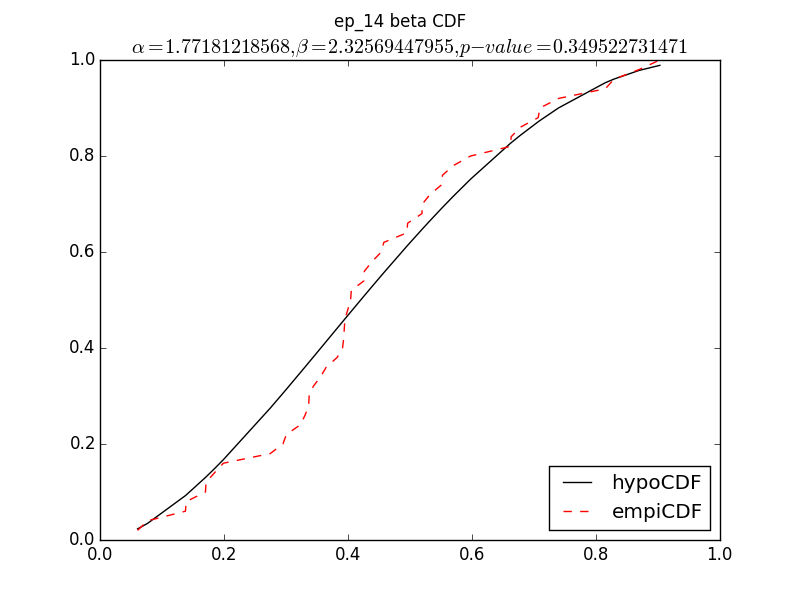 ep_14 beta CDF
α=1.77181218568,β=2.32569447955,p−value=0.349522731471
1.0
0.8
0.6
0.4
0.2
0.0
hypoCDF
empiCDF
0.0 0.2 0.4 0.6 0.8 1.0